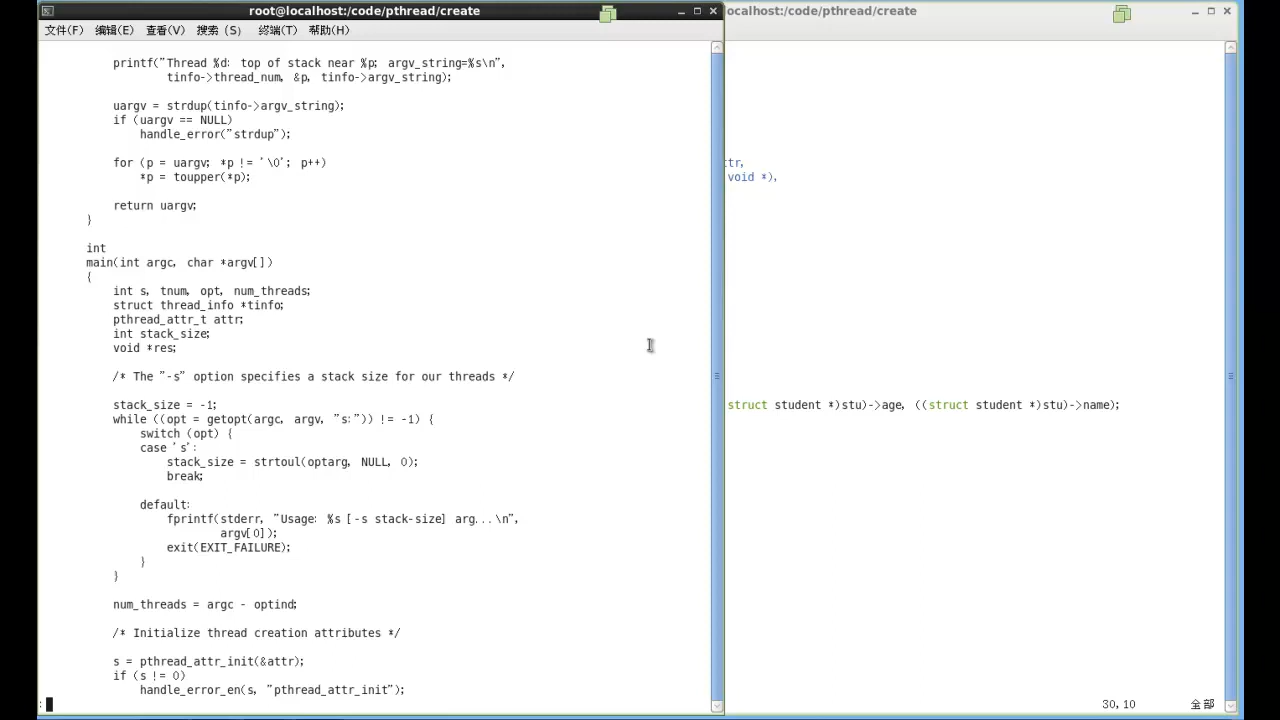 root@localhost:/code/pthread/create
文件(F) 编辑(E) 查看(V) 搜索 (S) 终端(T) 帮助(H)
printf("Thread %d: top of stack near %p; argv_string=%s\n",
tinfo->thread_num, &p, tinfo->argv_string);
uargv = strdup(tinfo->argv_string);
if (uargv == NULL)
handle_error("strdup");
for (p = uargv; *p != '\0'; p++)
*p = toupper(*p);
return uargv;
}
int
main(int argc, char *argv[])
{
int s, tnum, opt, num_threads;
struct thread_info *tinfo;
pthread_attr_t attr;
int stack_size;
void *res;
/* The "-s" option specifies a stack size for our threads */
stack_size = -1;
while ((opt = getopt(argc, argv, "s:")) != -1) {
switch (opt) {
case 's':
stack_size = strtoul(optarg, NULL, 0);
break;
default:
fprintf(stderr, "Usage: %s [-s stack-size] arg...\n",
argv[0]);
exit(EXIT_FAILURE);
}
}
num_threads = argc - optind;
/* Initialize thread creation attributes */
s = pthread_attr_init(&attr);
if (s != 0)
handle_error_en(s, "pthread_attr_init");
:
ocalhost:/code/pthread/create
ttr,
void *),
struct student *)stu)->age, ((struct student *)stu)->name);
30,10 全部